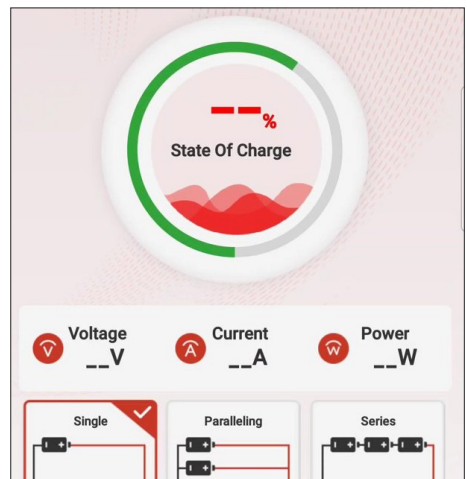 --%
State Of Charge
Voltage
__V
Current
__A
Power
__W
Single
Paralleling
Series